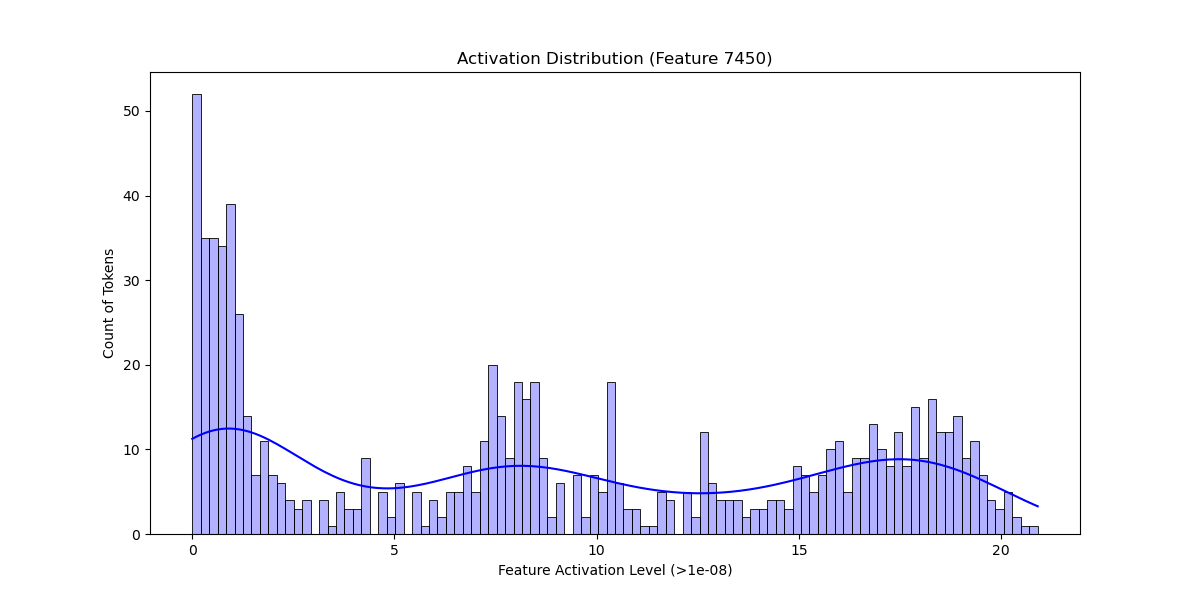 Activation Distribution (Feature 7450)
50
40
30
20
10
0
Count of Tokens
0 5 10 15 20
Feature Activation Level (>1e-08)